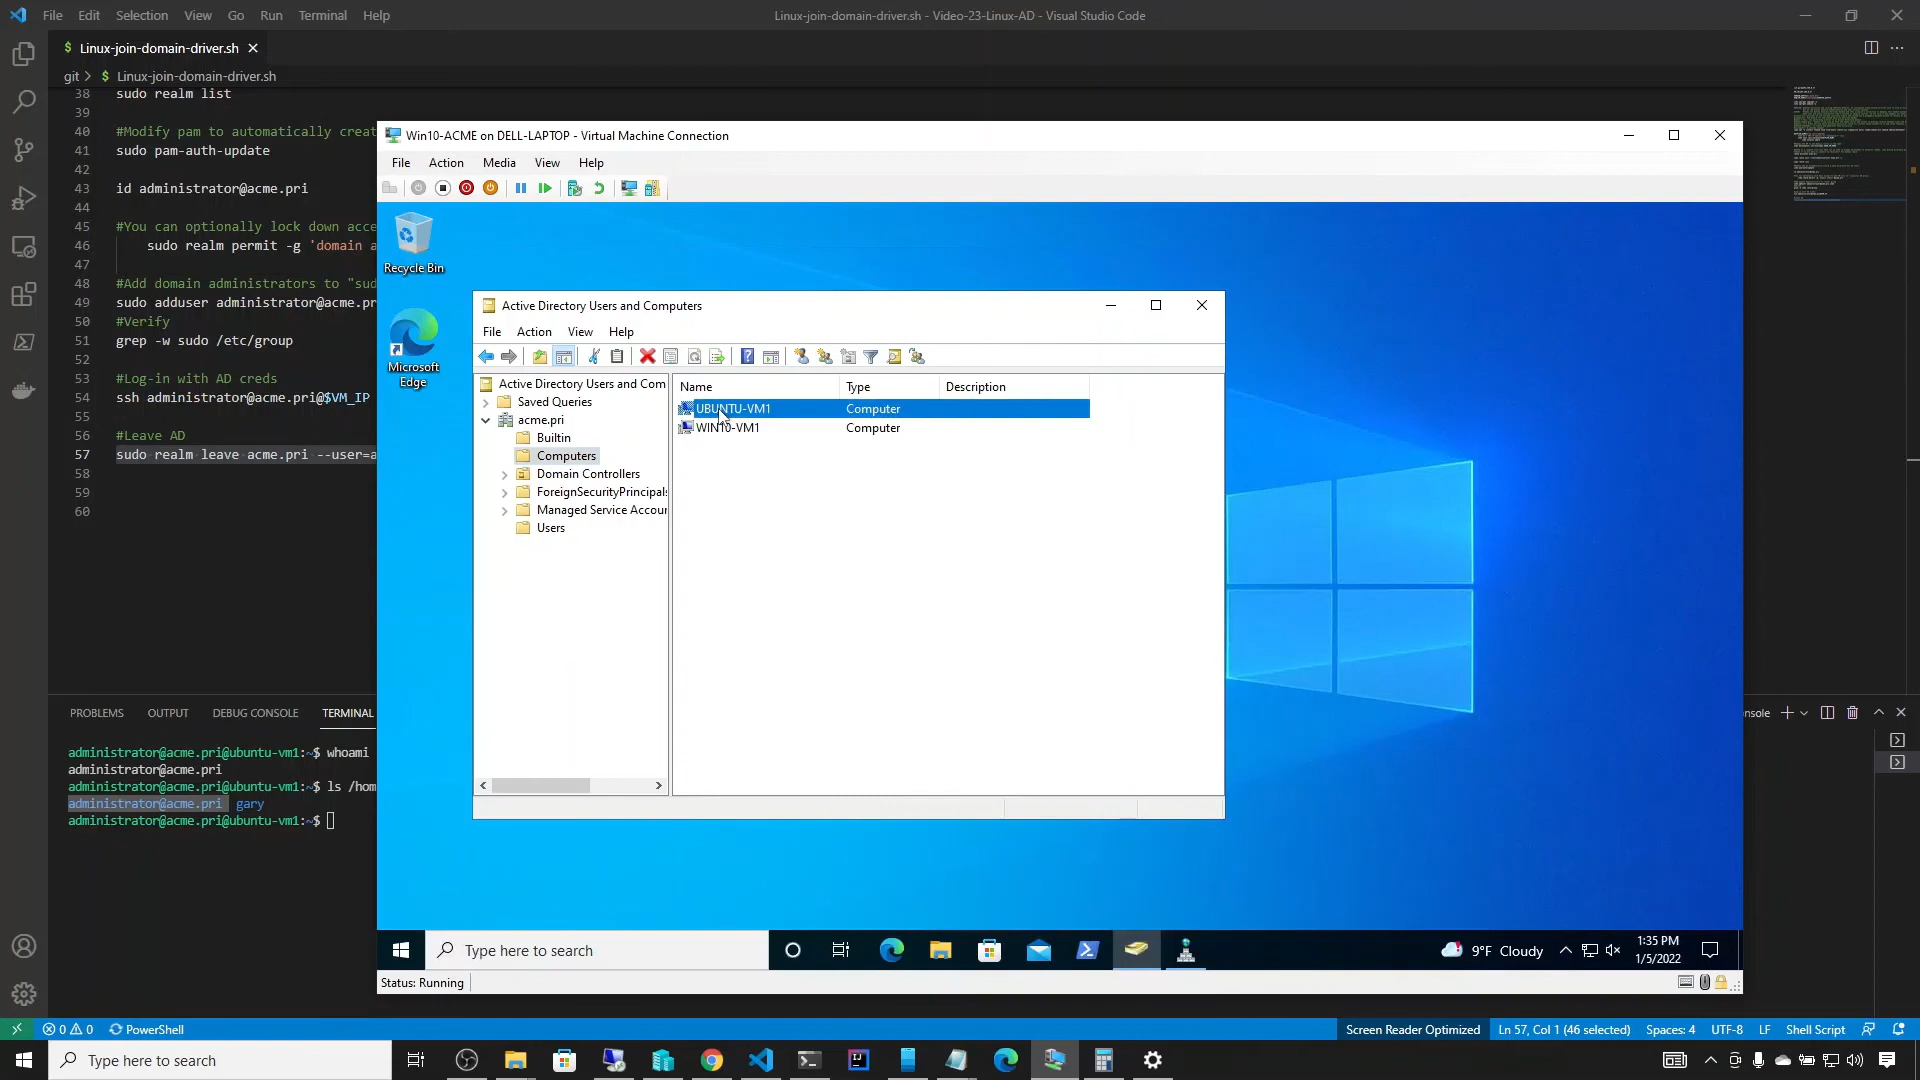 File Edit Selection View Go Run Terminal Help
Linux-join-domain-driver.sh - Video-23-Linux-AD - Visual Studio Code
$ Linux-join-domain-driver.sh
git > $ Linux-join-domain-driver.sh
38 sudo realm list
39
40 #Modify pam to automatically creat
41 sudo pam-auth-update
42
43 id administrator@acme.pri
44
45 #You can optionally lock down acce
46 sudo realm permit -g 'domain a
47
48 #Add domain administrators to "sud
49 sudo adduser administrator@acme.pr
50 #Verify
51 grep -w sudo /etc/group
52
53 #Log-in with AD creds
54 ssh administrator@acme.pri@$VM_IP
55
56 #Leave AD
57 sudo realm leave acme.pri --user=a
58
59
60
Win10-ACME on DELL-LAPTOP - Virtual Machine Connection
File Action Media View Help
Recycle Bin
Microsoft Edge
Active Directory Users and Computers
File Action View Help
Active Directory Users and Com
Saved Queries
acme.pri
Builtin
Computers
Domain Controllers
ForeignSecurityPrincipals
Managed Service Accour
Users
Name Type Description
UBUNTU-VM1 Computer
WIN10-VM1 Computer
Type here to search
9°F Cloudy
1:35 PM
1/5/2022
Status: Running
PROBLEMS OUTPUT DEBUG CONSOLE TERMINAL
nsole
administrator@acme.pri@ubuntu-vm1:~$ whoami
administrator@acme.pri
administrator@acme.pri@ubuntu-vm1:~$ ls /hom
administrator@acme.pri gary
administrator@acme.pri@ubuntu-vm1:~$
0 0 PowerShell
Screen Reader Optimized Ln 57, Col 1 (46 selected) Spaces: 4 UTF-8 LF Shell Script
Type here to search